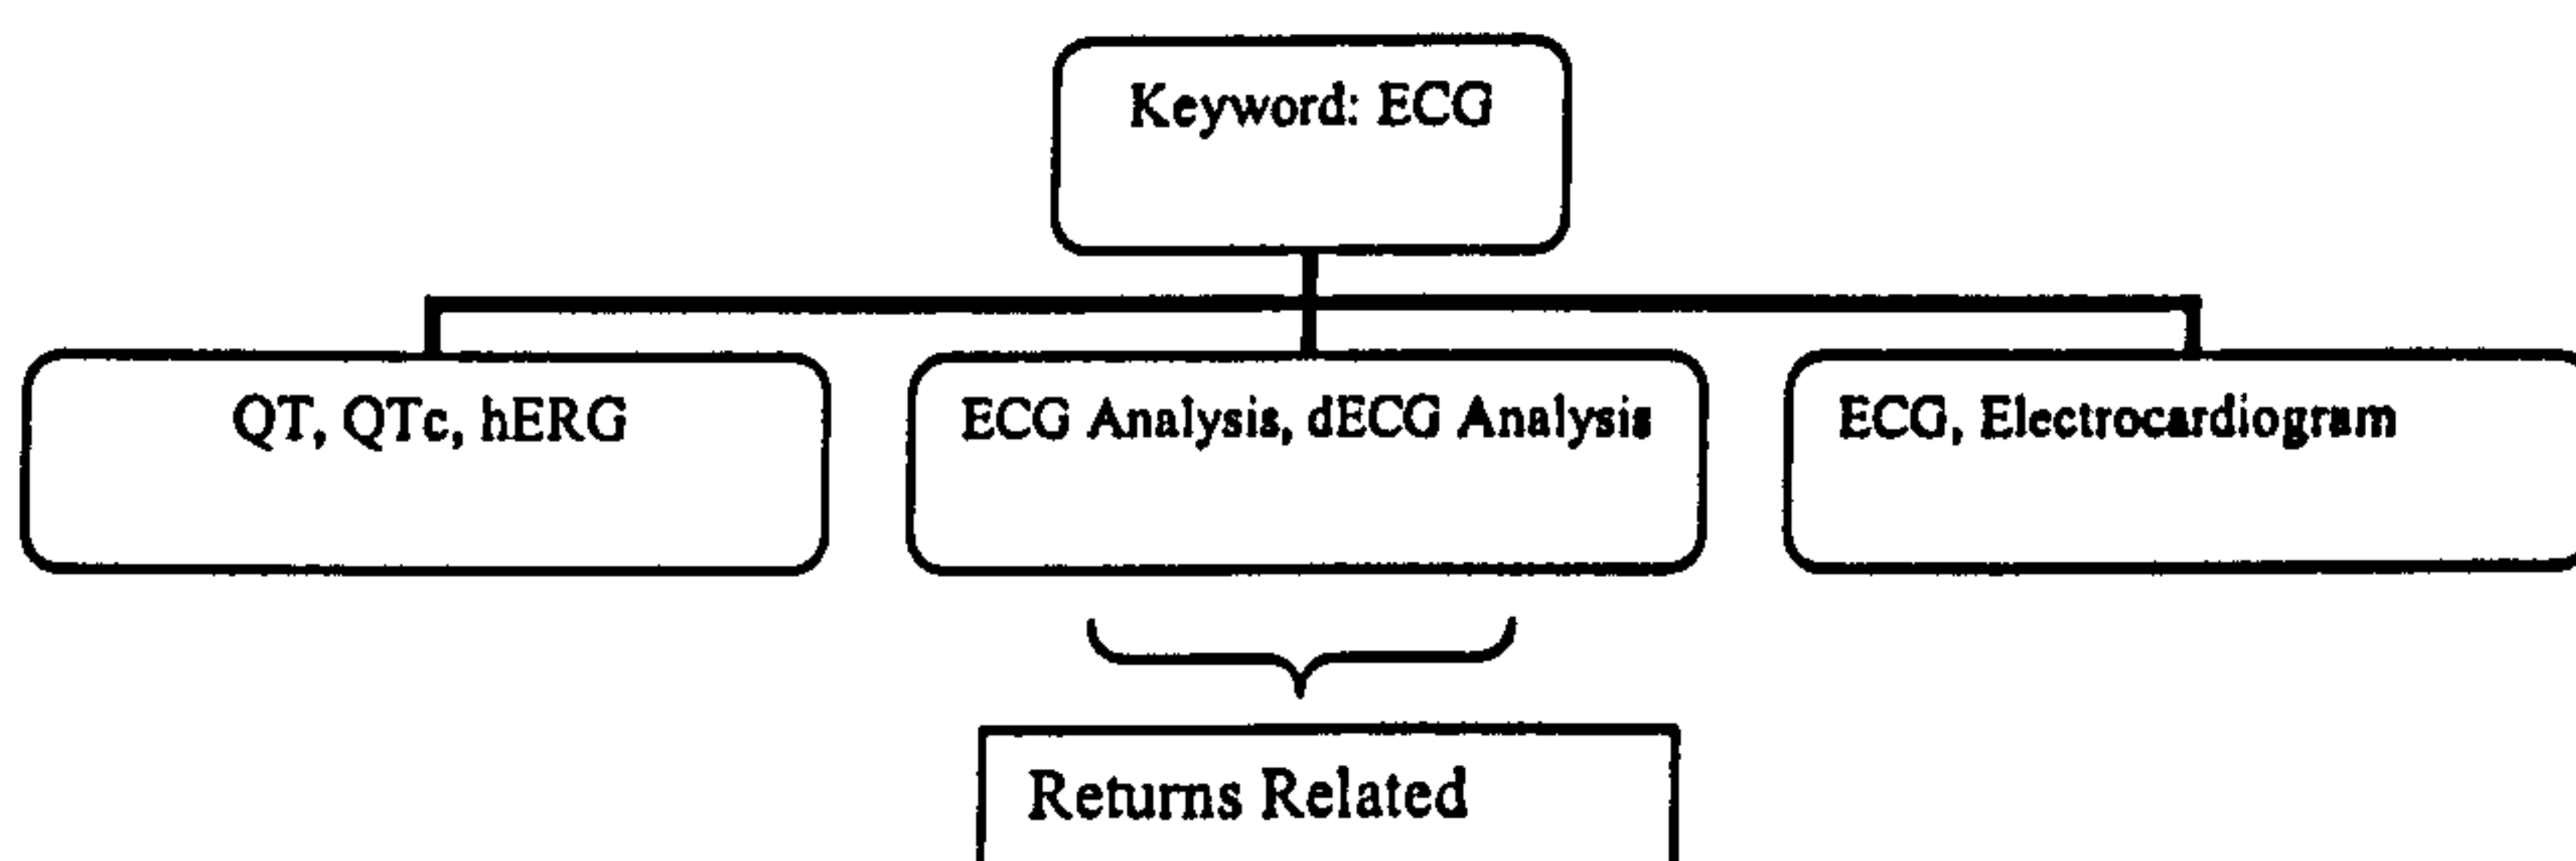 Keyword: ECG
QT, QTc, hERG
ECG Analysis, dECG Analysis
ECG, Electrocardiogram
Returns Related